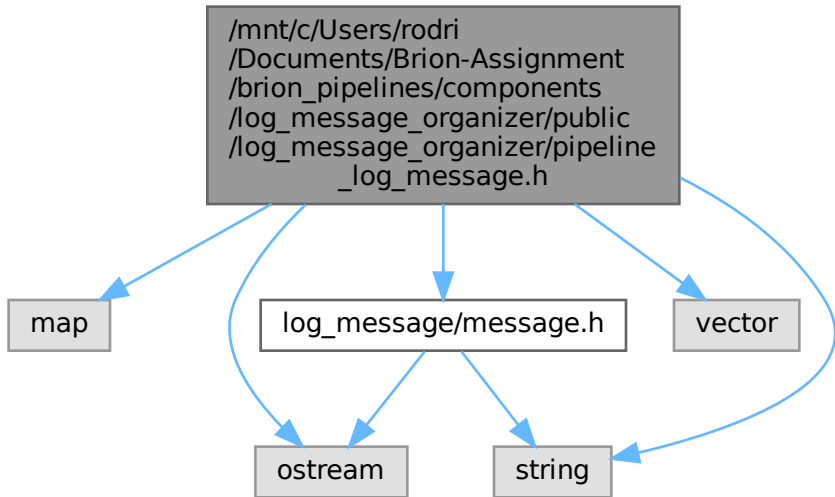 /mnt/c/Users/rodri
/Documents/Brion-Assignment
/brion_pipelines/components
/log_message_organizer/public
/log_message_organizer/pipeline
_log_message.h
map
log_message/message.h
vector
ostream
string